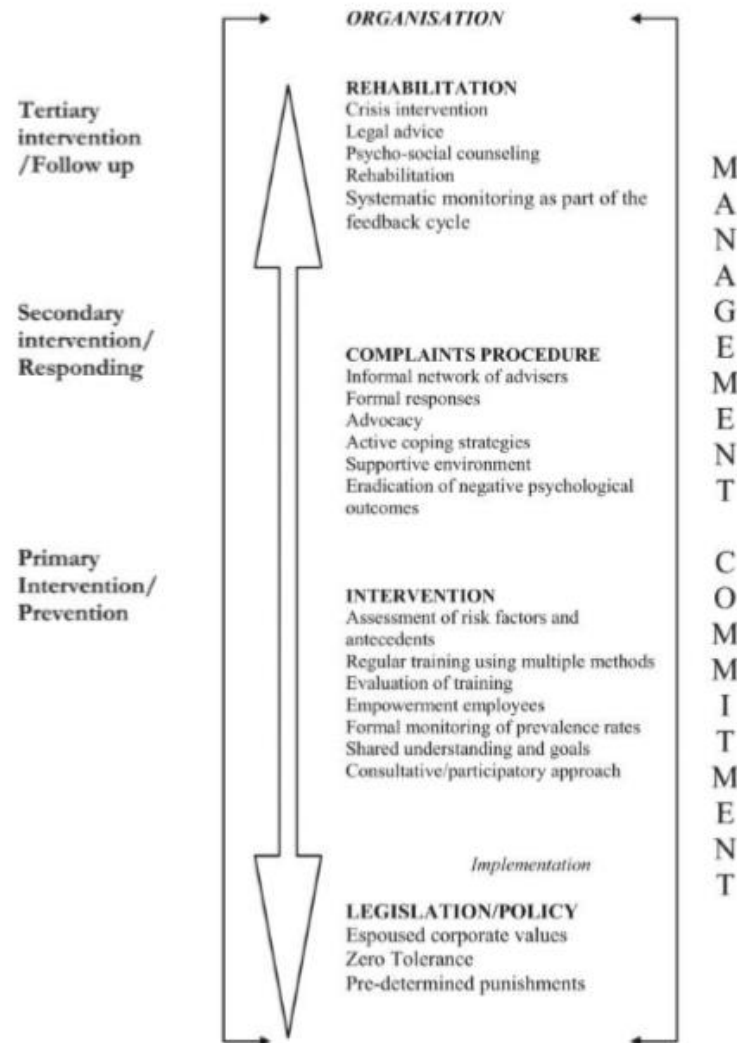 ORGANISATION
Tertiary
intervention
/Follow up
REHABILITATION
Crisis intervention
Legal advice
Psycho-social counseling
Rehabilitation
Systematic monitoring as part of the
feedback cycle
Secondary
intervention/
Responding
COMPLAINTS PROCEDURE
Informal network of advisers
Formal responses
Advocacy
Active coping strategies
Supportive environment
Eradication of negative psychological
outcomes
Primary
Intervention/
Prevention
INTERVENTION
Assessment of risk factors and
antecedents
Regular training using multiple methods
Evaluation of training
Empowerment employees
Formal monitoring of prevalence rates
Shared understanding and goals
Consultative/participatory approach
Implementation
LEGISLATION/POLICY
Espoused corporate values
Zero Tolerance
Pre-determined punishments
MANAGEMENT COMMITMENT